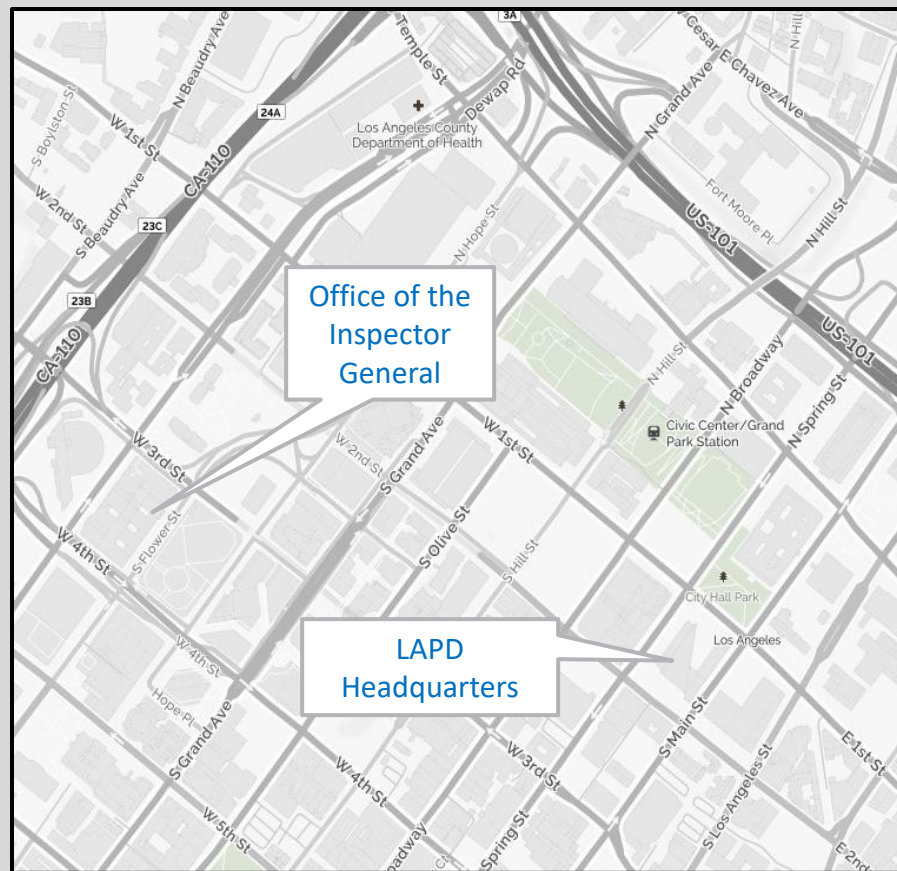 3A
W Cesar E Chavez Ave
N Hill
N Beaudry Ave
Temple St
Dewap Rd
N Grand Ave
24A
Los Angeles County
Department of Health
S Boylston St
W 1st St
CA-110
Fort Moore Pl
W 2nd St
S Beaudry Ave
23C
N Hope St
US-101
N Hill St
23B
CA-110
Office of the
Inspector
General
US-101
N Hill St
N Broadway
N Spring St
Civic Center/Grand
Park Station
W 3rd St
W 2nd St
S Grand Ave
W 1st St
S Flower St
S Olive St
W 4th St
S Hill St
City Hall Park
Los Angeles
LAPD
Headquarters
W 4th St
Hope Pl
S Grand Ave
S Main St
W 3rd St
E 1st St
W 4th St
S Los Angeles St
W 5th St
oadway
Ct
Spring St
E 2nd